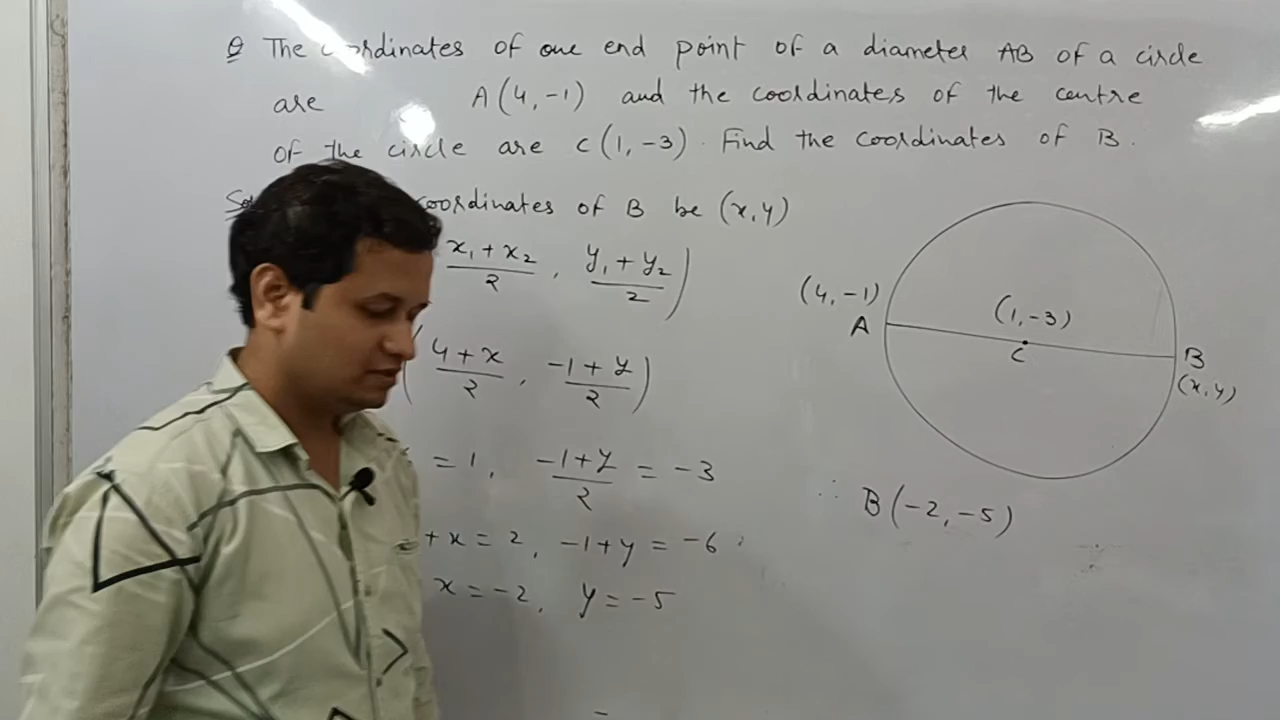 Q The coordinates of one end point of a diameter AB of a circle
are A(4,-1) and the coordinates of the centre
of the circle are C(1,-3). Find the coordinates of B.
coordinates of B be (x,y)
x₁+x₂/2, y₁+y₂/2)
(4+x/2, -1+y/2)
=1, -1+y/2 = -3
+x=2, -1+y=-6
x=-2, y=-5
(4,-1)
A
(1,-3)
C
B
(x,y)
∴ B(-2,-5)